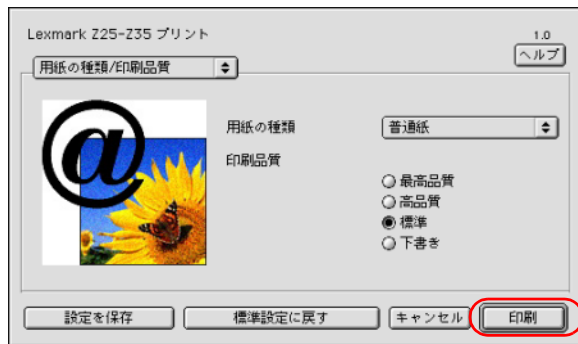 Lexmark Z25-Z35 プリント
1.0
ヘルプ
用紙の種類/印刷品質
@
用紙の種類
普通紙
印刷品質
最高品質
高品質
標準
下書き
設定を保存
標準設定に戻す
キャンセル
印刷